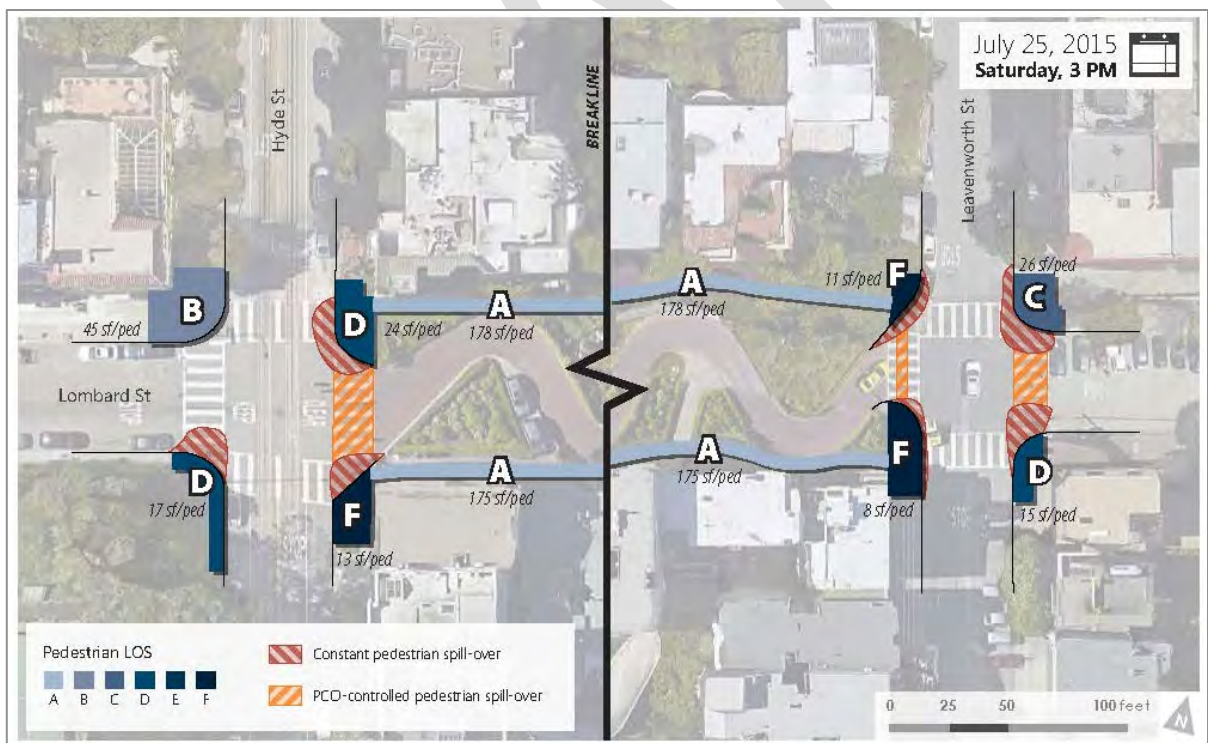 July 25, 2015
Saturday, 3 PM
Hyde St
BREAK LINE
Leavenworth St
B
45 sf/ped
D
24 sf/ped
A
178 sf/ped
A
178 sf/ped
11 sf/ped
F
26 sf/ped
C
Lombard St
D
17 sf/ped
F
13 sf/ped
A
175 sf/ped
A
175 sf/ped
F
8 sf/ped
D
15 sf/ped
STOP
Pedestrian LOS
A B C D E F
Constant pedestrian spill-over
PCO-controlled pedestrian spill-over
0 25 50 100 feet
N